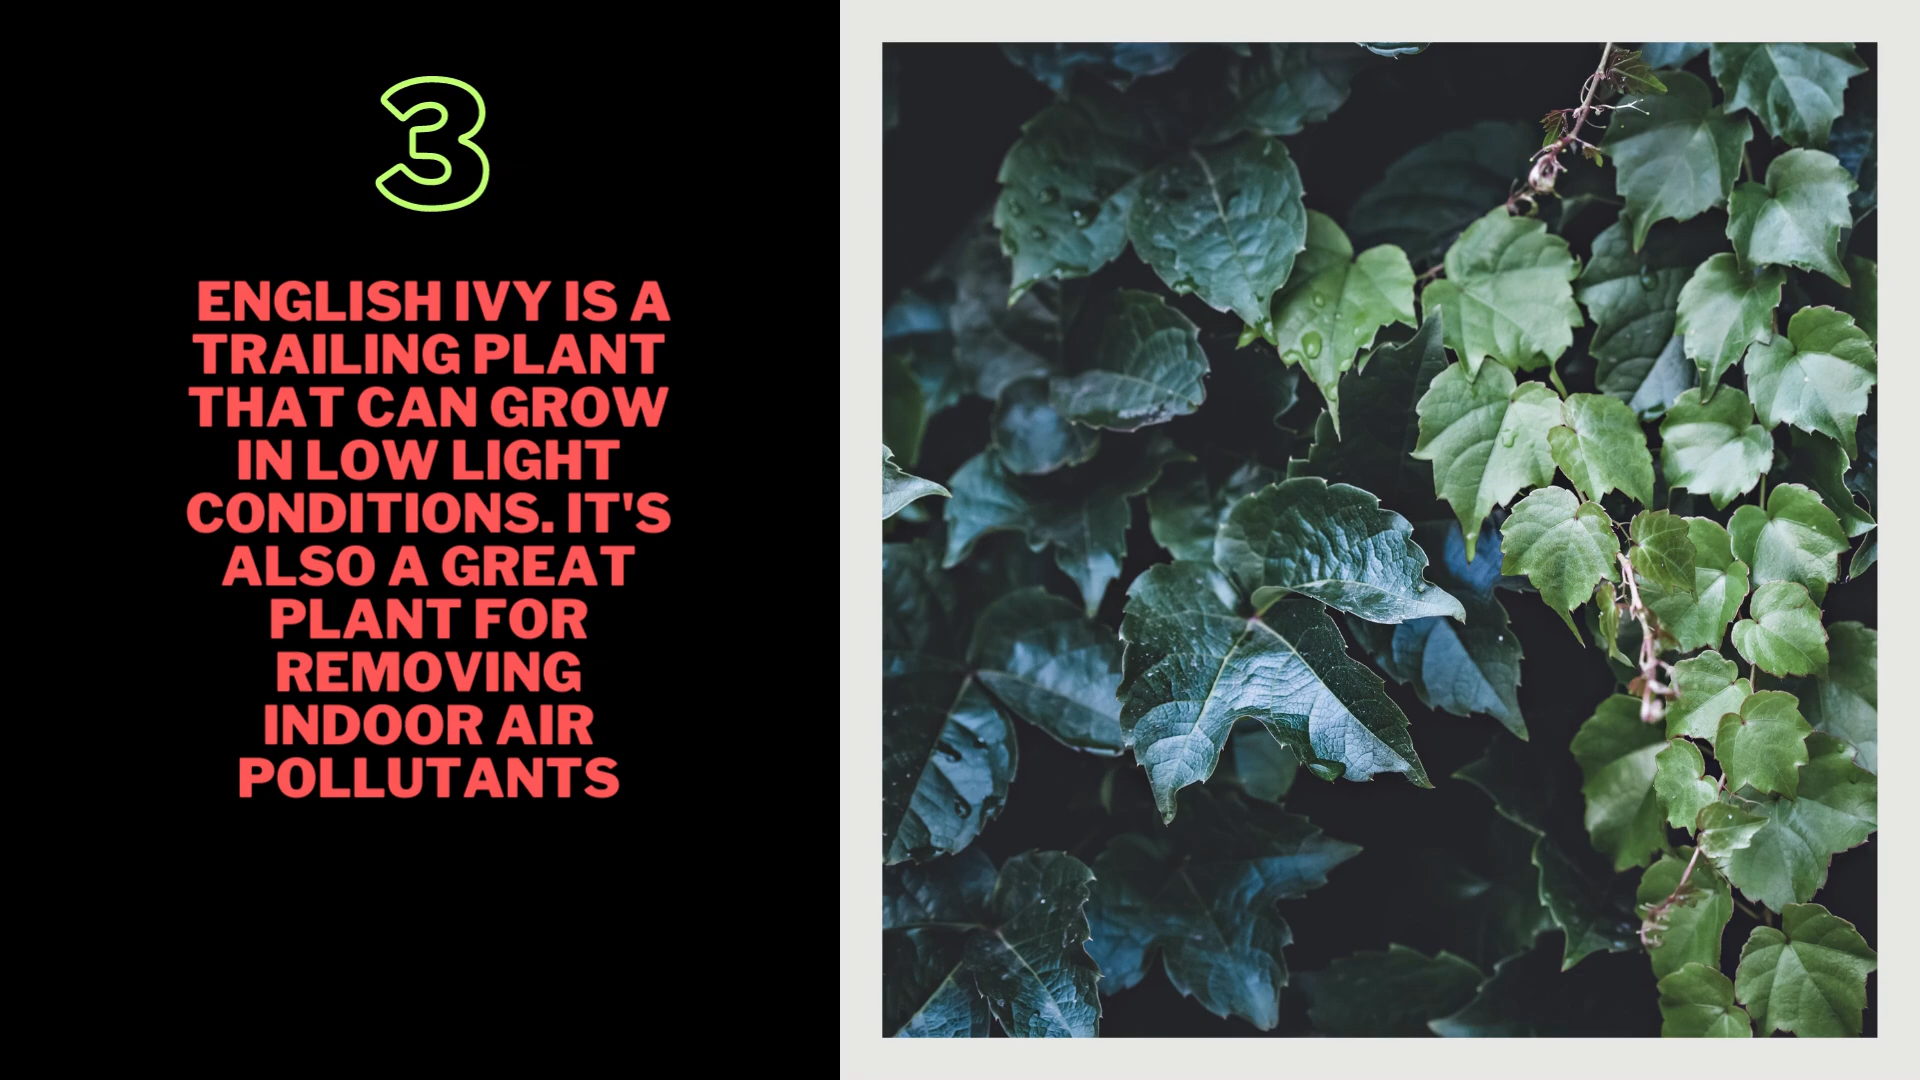 3
ENGLISH IVY IS A
TRAILING PLANT
THAT CAN GROW
IN LOW LIGHT
CONDITIONS. IT'S
ALSO A GREAT
PLANT FOR
REMOVING
INDOOR AIR
POLLUTANTS